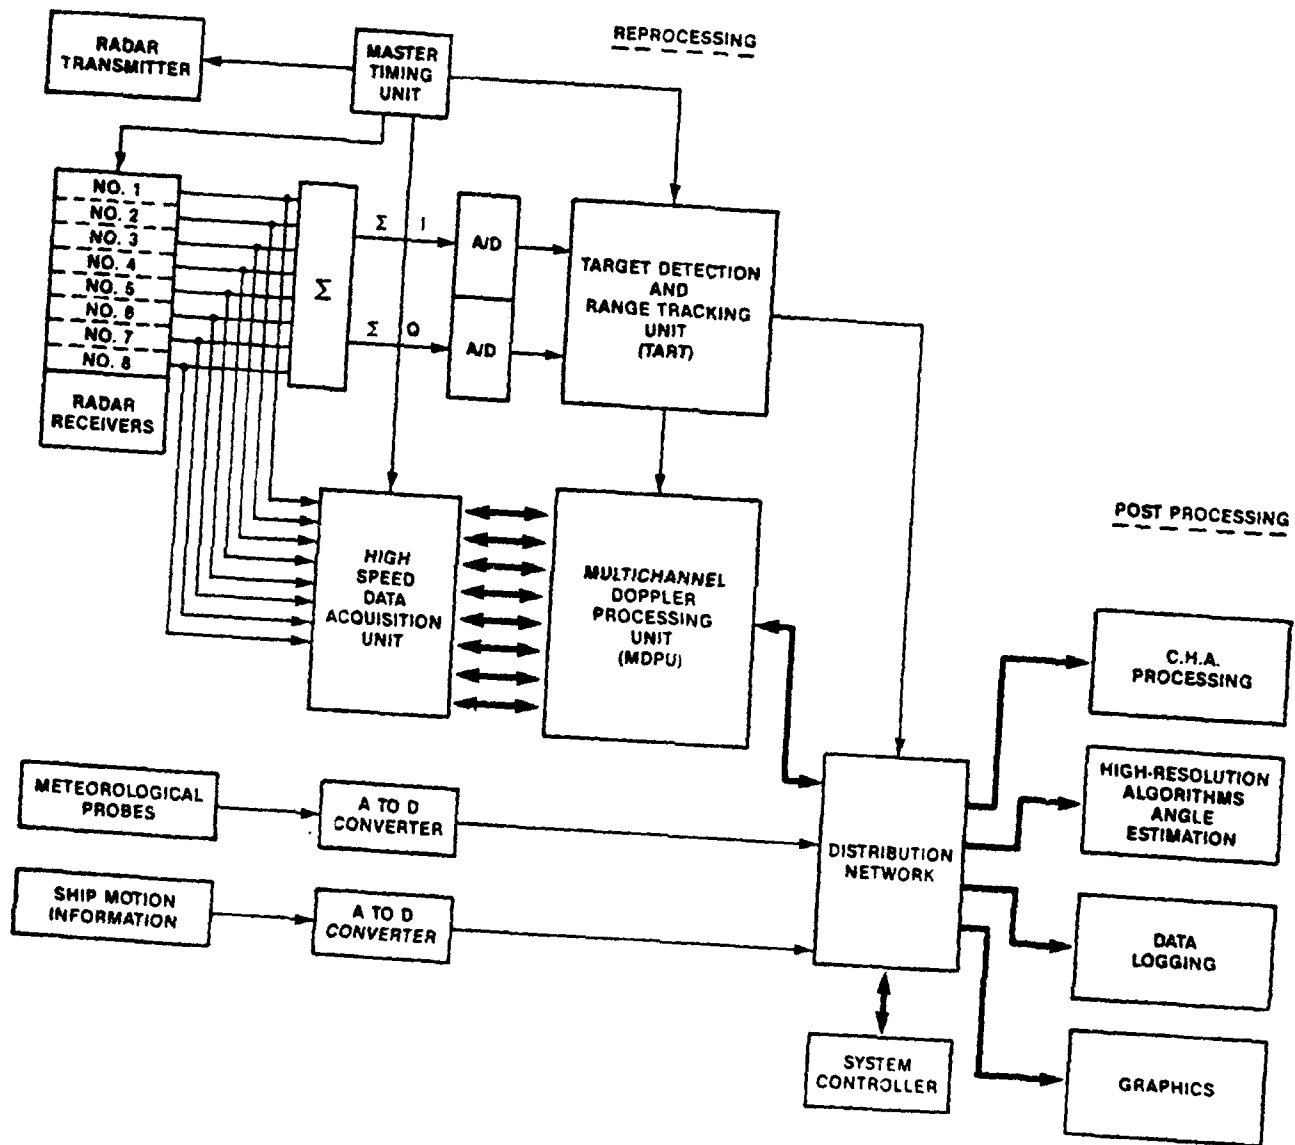 REPROCESSING
RADAR
TRANSMITTER
MASTER
TIMING
UNIT
NO. 1
NO. 2
NO. 3
NO. 4
NO. 5
NO. 6
NO. 7
NO. 8
RADAR
RECEIVERS
Σ
Σ I
Σ Q
A/D
A/D
TARGET DETECTION
AND
RANGE TRACKING
UNIT
(TART)
HIGH
SPEED
DATA
ACQUISITION
UNIT
MULTICHANNEL
DOPPLER
PROCESSING
UNIT
(MDPU)
POST PROCESSING
C.H.A.
PROCESSING
METEOROLOGICAL
PROBES
A TO D
CONVERTER
SHIP MOTION
INFORMATION
A TO D
CONVERTER
DISTRIBUTION
NETWORK
HIGH-RESOLUTION
ALGORITHMS
ANGLE
ESTIMATION
DATA
LOGGING
SYSTEM
CONTROLLER
GRAPHICS